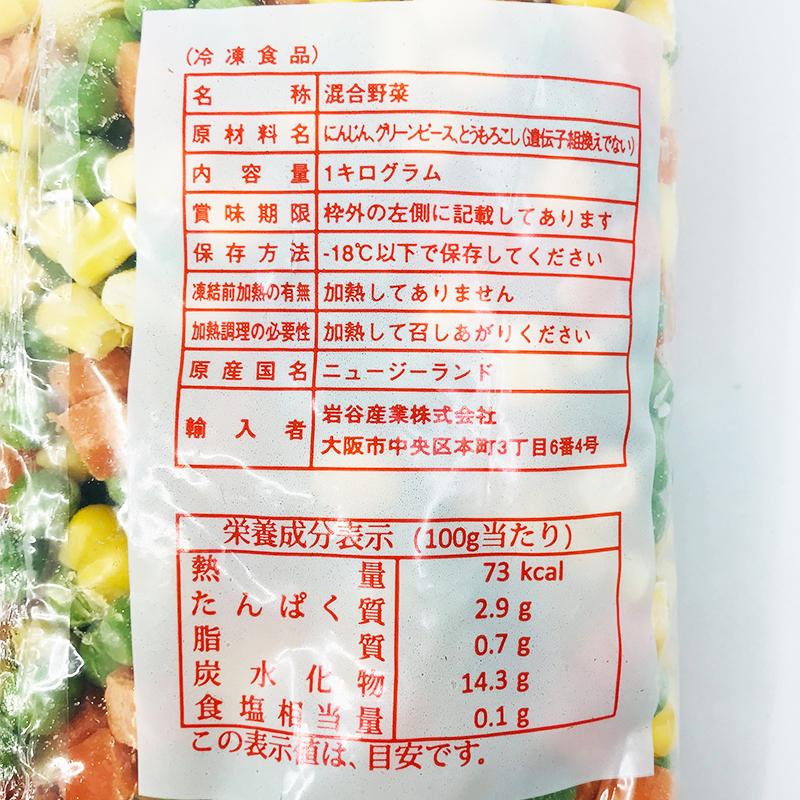 (冷凍食品)
名称 混合野菜
原材料名 にんじん、グリーンピース、とうもろこし(遺伝子組換えでない)
内容量 1キログラム
賞味期限 枠外の左側に記載してあります
保存方法 -18℃以下で保存してください
凍結前加熱の有無 加熱してありません
加熱調理の必要性 加熱して召しあがりください
原産国名 ニュージーランド
輸入者 岩谷産業株式会社
大阪市中央区本町3丁目6番4号
栄養成分表示 (100g当たり)
熱量 73 kcal
たんぱく質 2.9 g
脂質 0.7 g
炭水化物 14.3 g
食塩相当量 0.1 g
この表示値は、目安です。